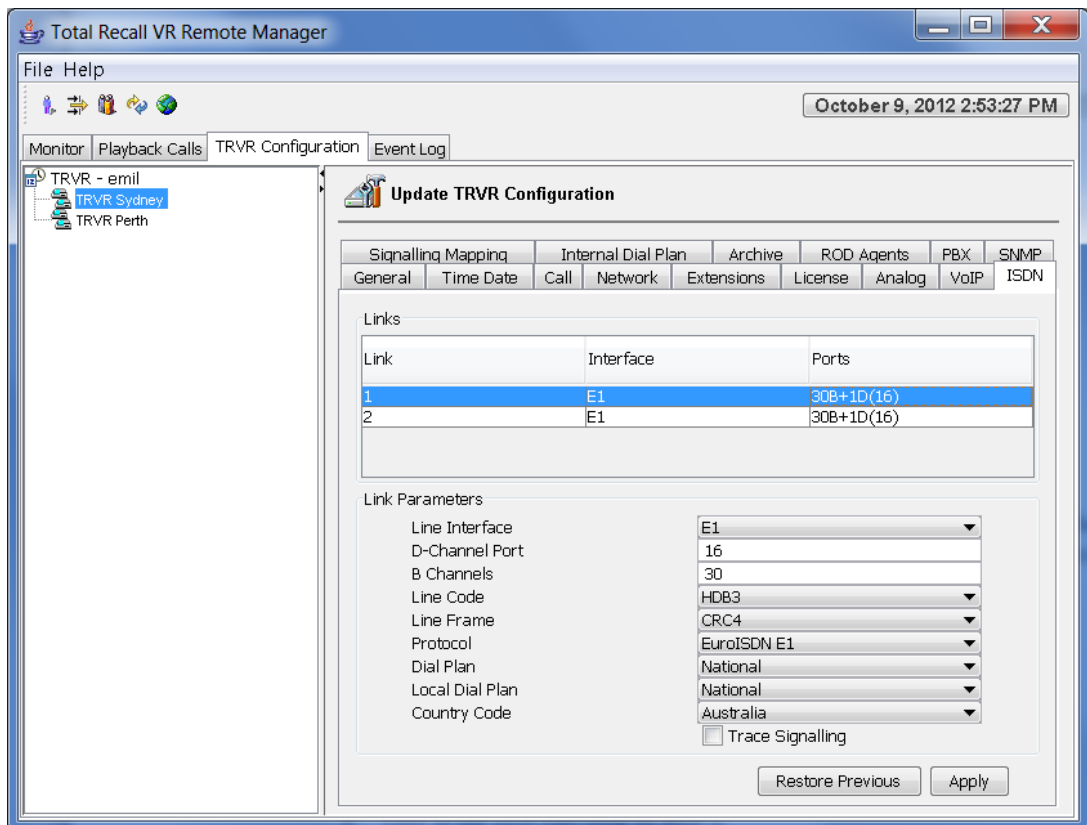 Total Recall VR Remote Manager
File Help
October 9, 2012 2:53:27 PM
Monitor Playback Calls TRVR Configuration Event Log
TRVR - emil
TRVR Sydney
TRVR Perth
Update TRVR Configuration
Signalling Mapping Internal Dial Plan Archive ROD Agents PBX SNMP
General Time Date Call Network Extensions License Analog VoIP ISDN
Links
Link Interface Ports
1 E1 30B+1D(16)
2 E1 30B+1D(16)
Link Parameters
Line Interface E1
D-Channel Port 16
B Channels 30
Line Code HDB3
Line Frame CRC4
Protocol EuroISDN E1
Dial Plan National
Local Dial Plan National
Country Code Australia
Trace Signalling
Restore Previous Apply